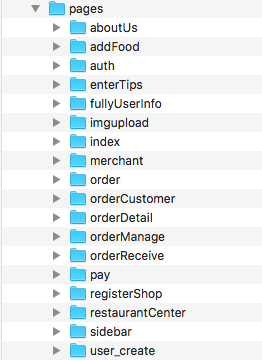 pages
aboutUs
addFood
auth
enterTips
fullyUserInfo
imgupload
index
merchant
order
orderCustomer
orderDetail
orderManage
orderReceive
pay
registerShop
restaurantCenter
sidebar
user_create